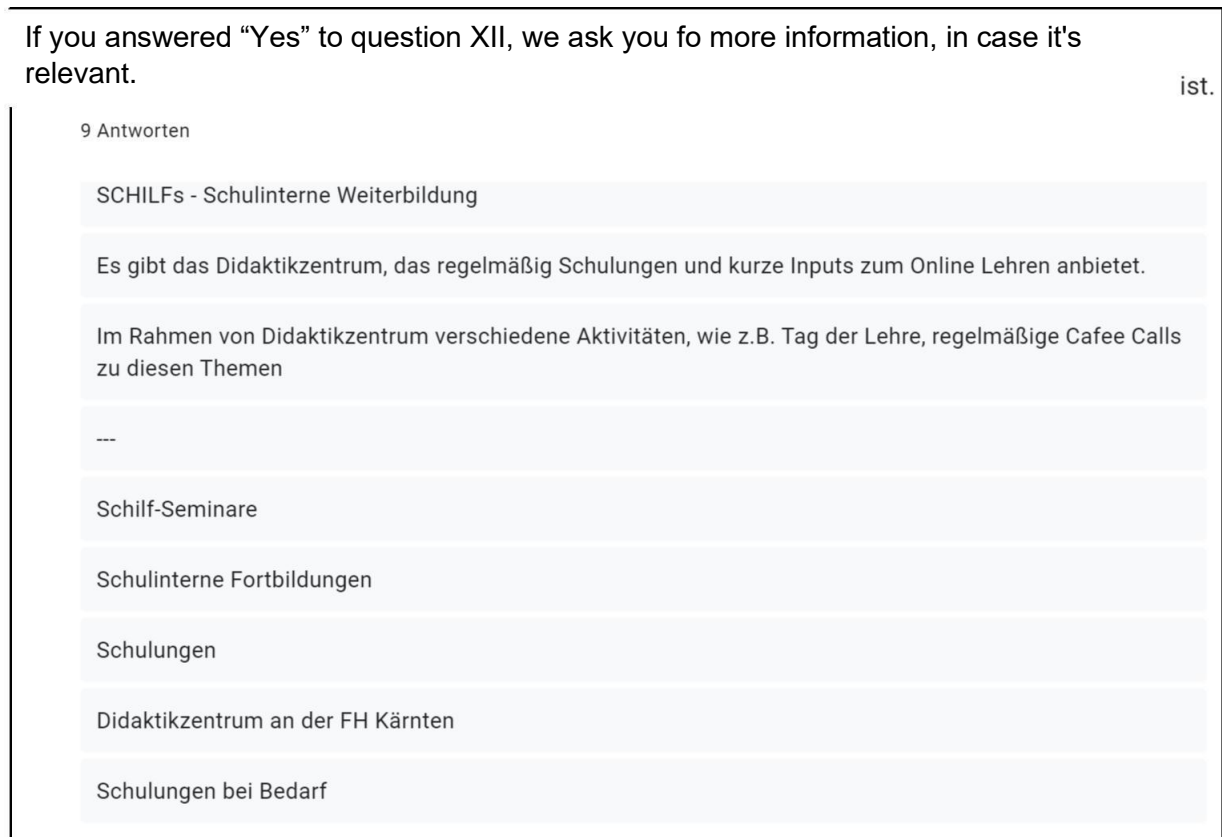 If you answered “Yes” to question XII, we ask you fo more information, in case it's
relevant.
ist.
9 Antworten
SCHILFs - Schulinterne Weiterbildung
Es gibt das Didaktikzentrum, das regelmäßig Schulungen und kurze Inputs zum Online Lehren anbietet.
Im Rahmen von Didaktikzentrum verschiedene Aktivitäten, wie z.B. Tag der Lehre, regelmäßige Cafee Calls
zu diesen Themen
---
Schilf-Seminare
Schulinterne Fortbildungen
Schulungen
Didaktikzentrum an der FH Kärnten
Schulungen bei Bedarf